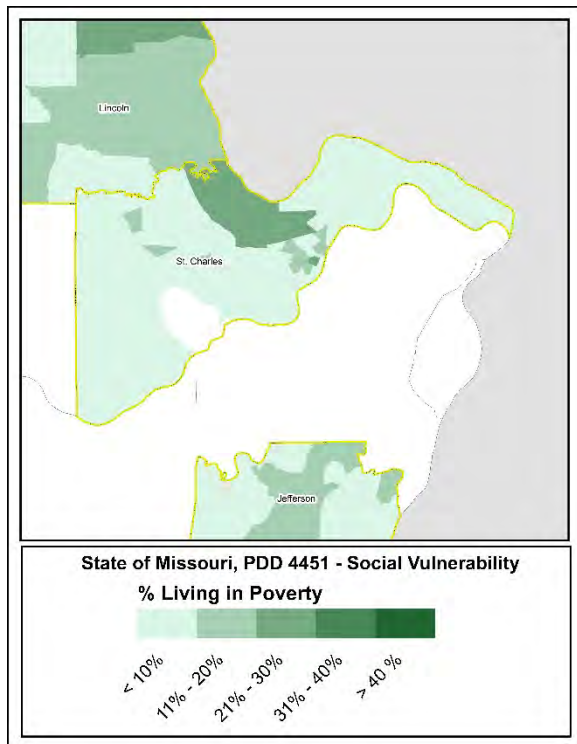 Lincoln
St. Charles
Jefferson
State of Missouri, PDD 4451 - Social Vulnerability
% Living in Poverty
< 10%
11% - 20%
21% - 30%
31% - 40%
> 40 %